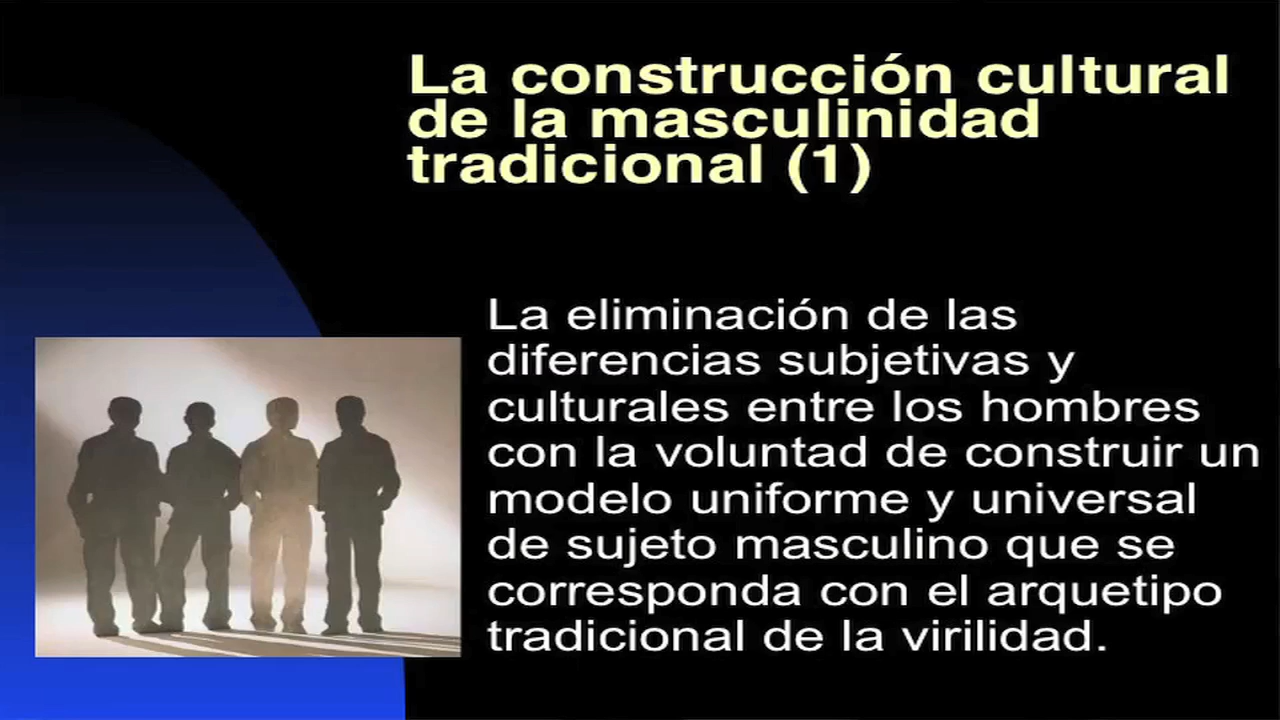 La construcción cultural
de la masculinidad
tradicional (1)
La eliminación de las
diferencias subjetivas y
culturales entre los hombres
con la voluntad de construir un
modelo uniforme y universal
de sujeto masculino que se
corresponda con el arquetipo
tradicional de la virilidad.